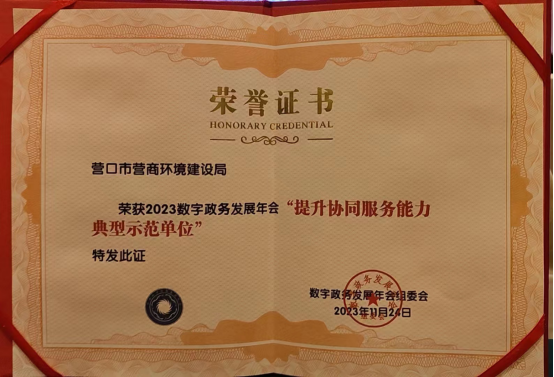 荣誉证书
HONORARY CREDENTIAL
营口市营商环境建设局
荣获2023数字政务发展年会“提升协同服务能力
典型示范单位”
特发此证
数字政务发展年会组委会
2023年11月24日